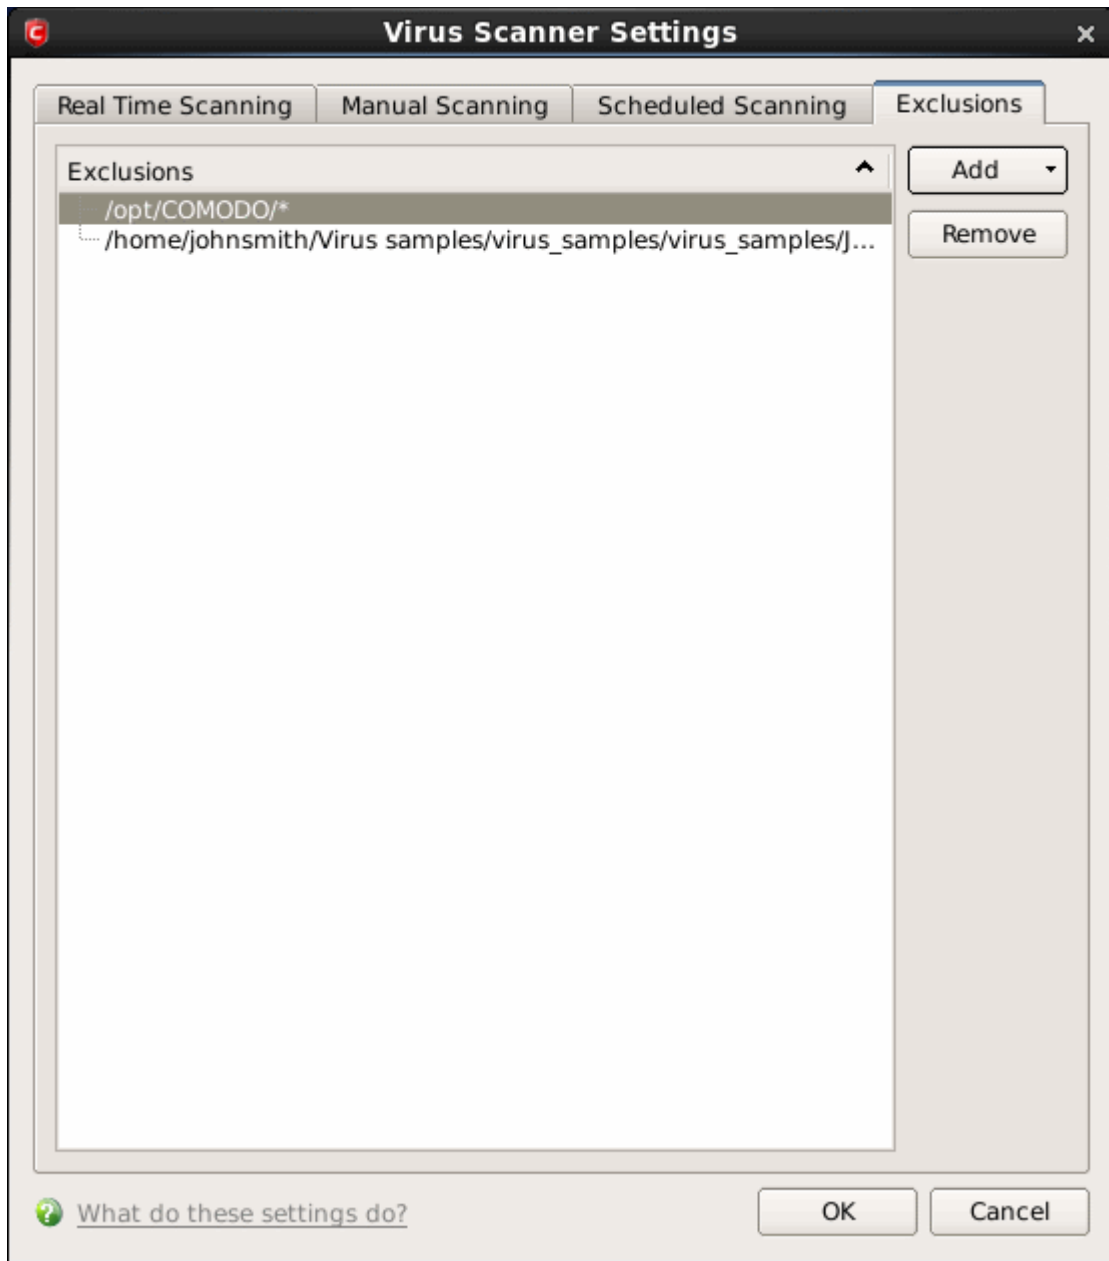 Virus Scanner Settings
Real Time Scanning
Manual Scanning
Scheduled Scanning
Exclusions
Exclusions
Add
/opt/COMODO/*
/home/johnsmith/Virus samples/virus_samples/virus_samples/J...
Remove
What do these settings do?
OK
Cancel